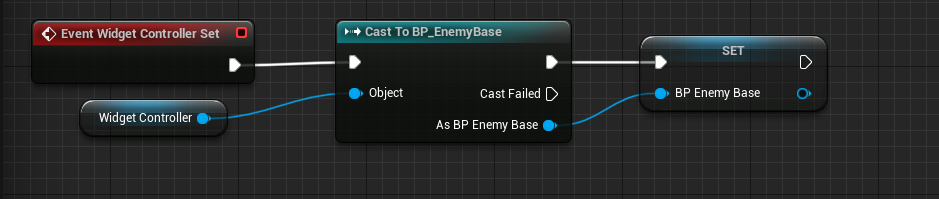 Event Widget Controller Set
Cast To BP_EnemyBase
SET
Object
Cast Failed
BP Enemy Base
Widget Controller
As BP Enemy Base